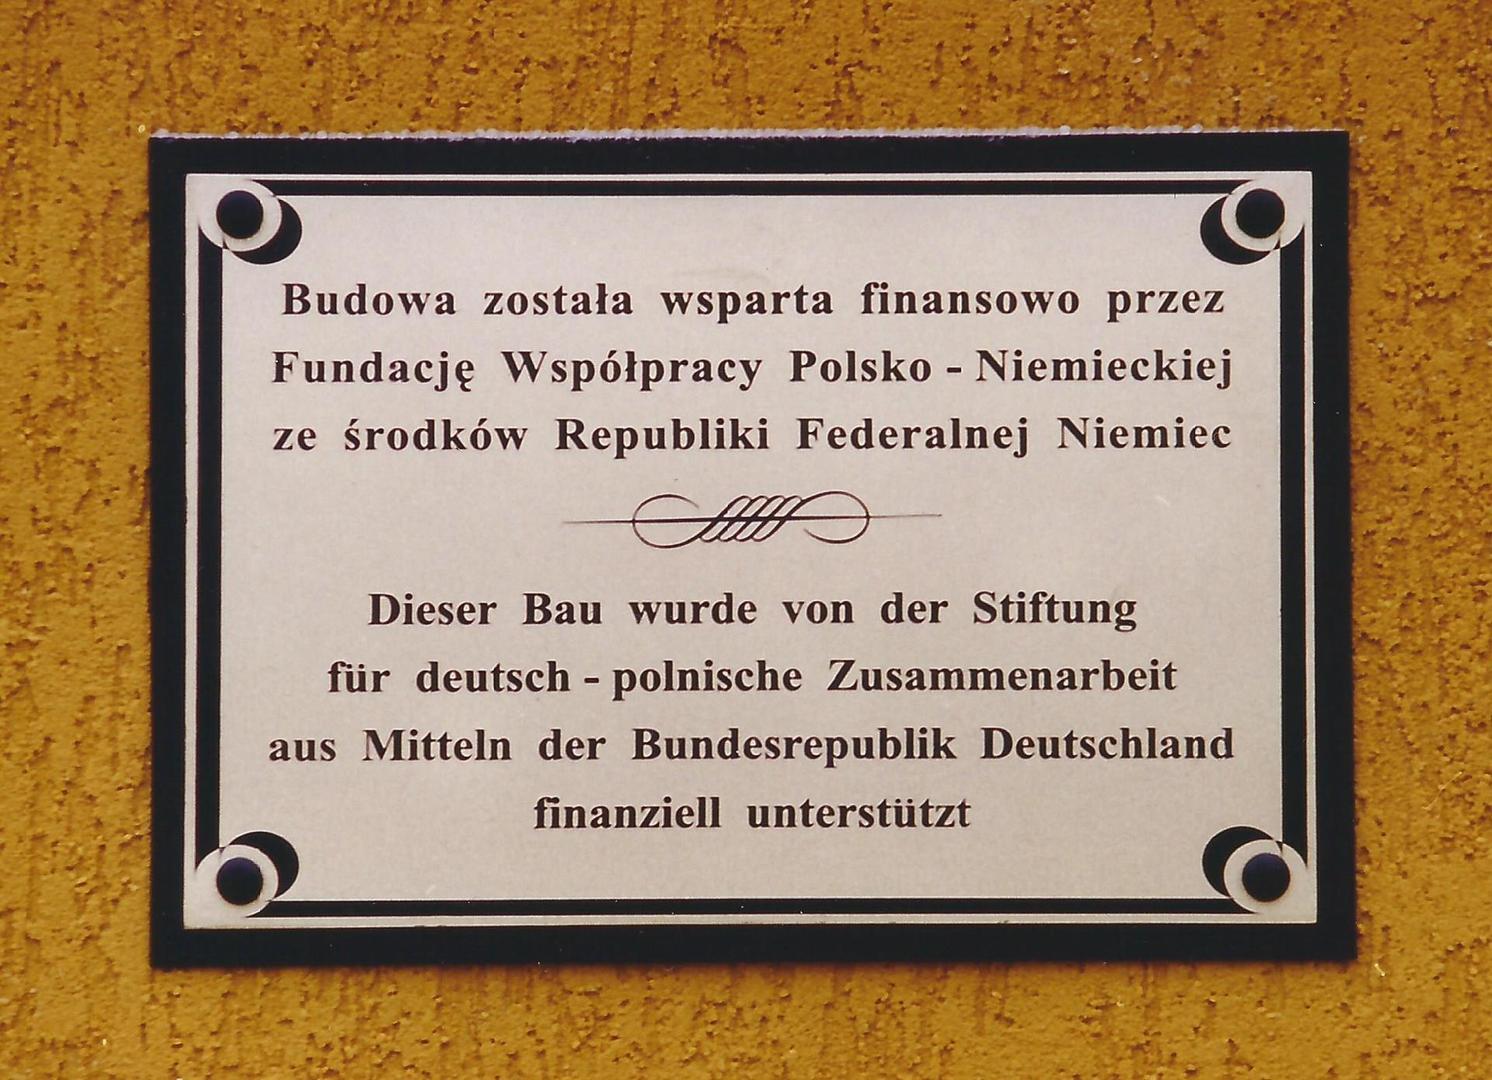 Budowa została wsparta finansowo przez
Fundację Współpracy Polsko - Niemieckiej
ze środków Republiki Federalnej Niemiec
Dieser Bau wurde von der Stiftung
für deutsch - polnische Zusammenarbeit
aus Mitteln der Bundesrepublik Deutschland
finanziell unterstützt